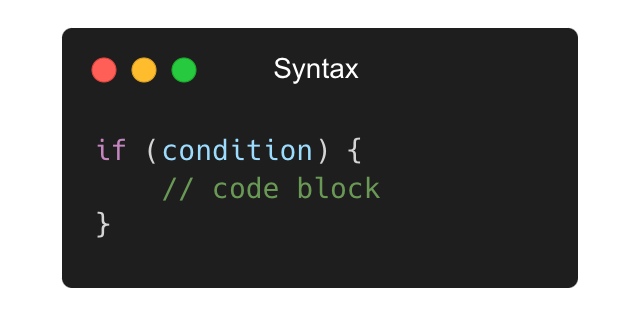 Syntax
if (condition) {
    // code block
}